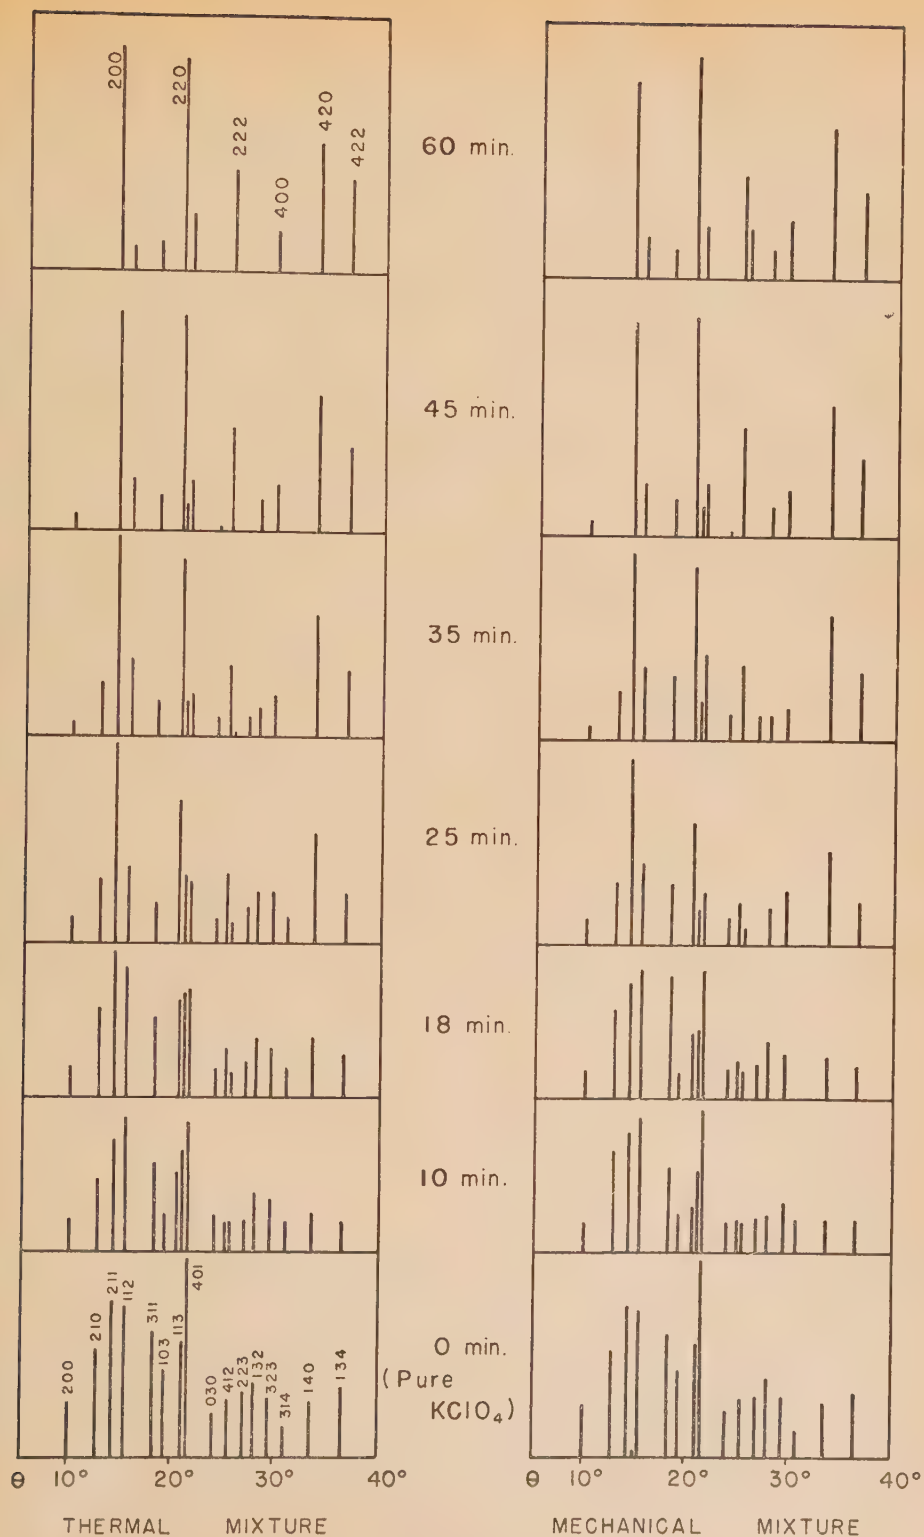 200
220
222
400
420
422
60 min.
45 min.
35 min.
25 min.
18 min.
10 min.
0 min.
(Pure
KClO₄)
200
210
211
112
311
103
113
401
030
412
223
132
323
314
140
134
θ 10° 20° 30° 40°
θ 10° 20° 30° 40°
THERMAL MIXTURE
MECHANICAL MIXTURE